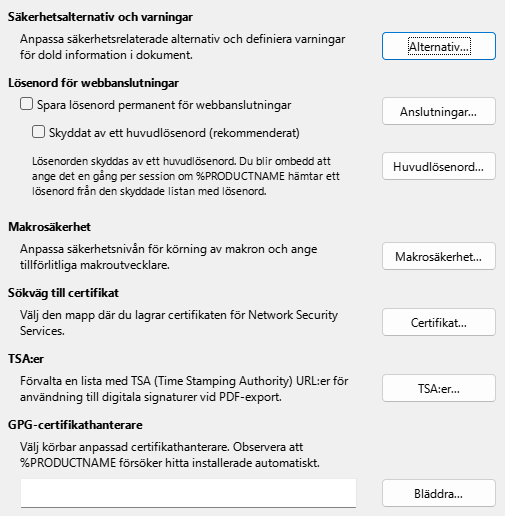 Säkerhetsalternativ och varningar
Anpassa säkerhetsrelaterade alternativ och definiera varningar
för dold information i dokument.
Alternativ...
Lösenord för webbanslutningar
Spara lösenord permanent för webbanslutningar
Anslutningar...
Skyddat av ett huvudlösenord (rekommenderat)
Lösenorden skyddas av ett huvudlösenord. Du blir ombedd att
ange det en gång per session om %PRODUCTNAME hämtar ett
lösenord från den skyddade listan med lösenord.
Huvudlösenord...
Makrosäkerhet
Anpassa säkerhetsnivån för körning av makron och ange
tillförlitliga makroutvecklare.
Makrosäkerhet...
Sökväg till certifikat
Välj den mapp där du lagrar certifikaten för Network Security
Services.
Certifikat...
TSA:er
Förvalta en lista med TSA (Time Stamping Authority) URL:er för
användning till digitala signaturer vid PDF-export.
TSA:er...
GPG-certifikathanterare
Välj körbar anpassad certifikathanterare. Observera att
%PRODUCTNAME försöker hitta installerade automatiskt.
Bläddra...